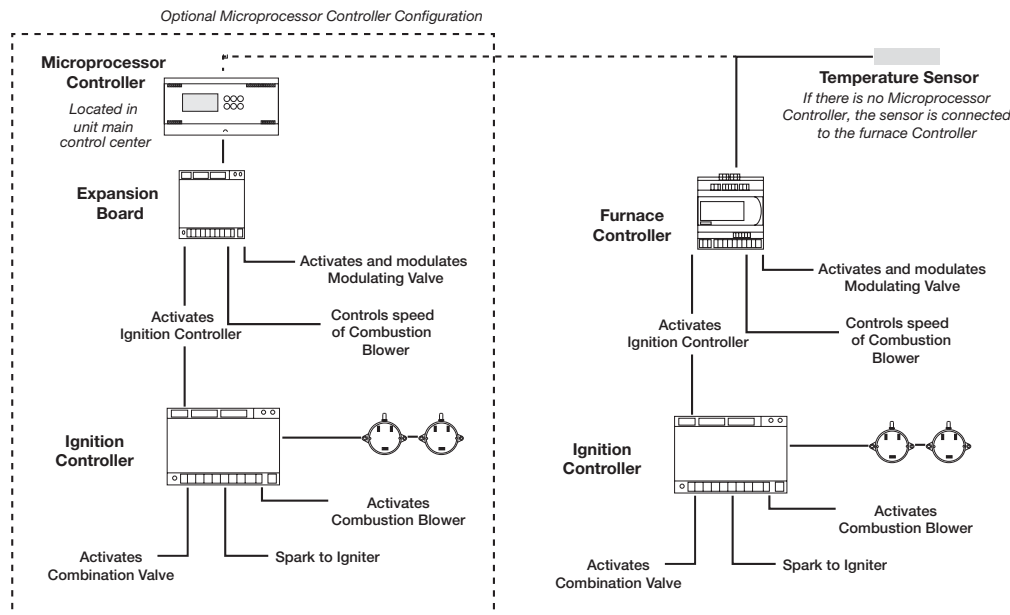 Optional Microprocessor Controller Configuration
Microprocessor
Controller
Located in
unit main
control center
Expansion
Board
Activates and modulates
Modulating Valve
Activates
Ignition Controller
Controls speed
of Combustion
Blower
Ignition
Controller
Activates
Combustion Blower
Activates
Combination Valve
Spark to Igniter
Temperature Sensor
If there is no Microprocessor
Controller, the sensor is connected
to the furnace Controller
Furnace
Controller
Activates and modulates
Modulating Valve
Activates
Ignition Controller
Controls speed
of Combustion
Blower
Ignition
Controller
Activates
Combustion Blower
Activates
Combination Valve
Spark to Igniter